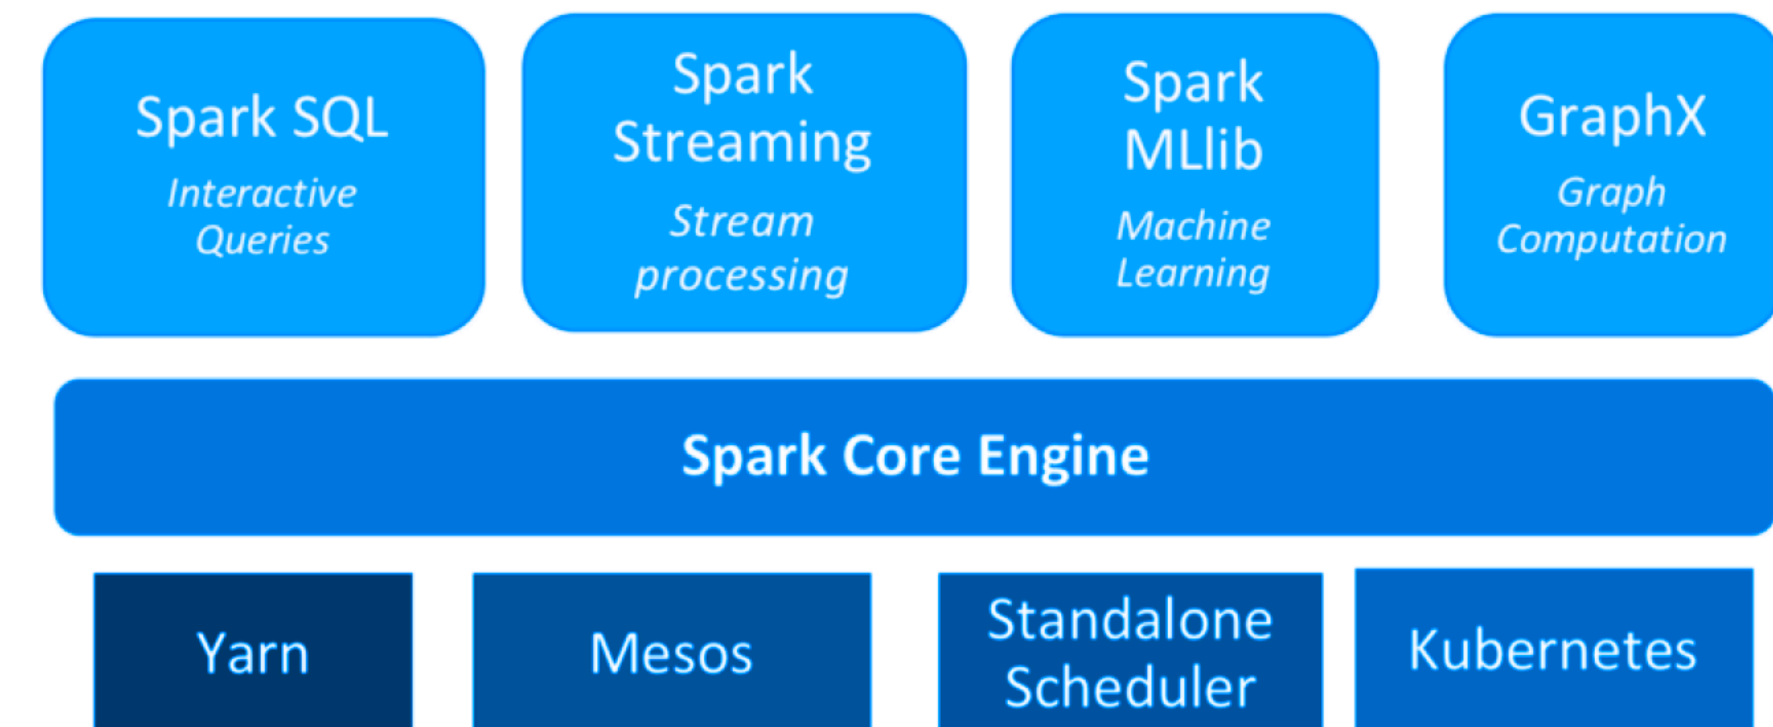 Spark SQL
Interactive
Queries
Spark
Streaming
Stream
processing
Spark
MLlib
Machine
Learning
GraphX
Graph
Computation
Spark Core Engine
Yarn
Mesos
Standalone
Scheduler
Kubernetes